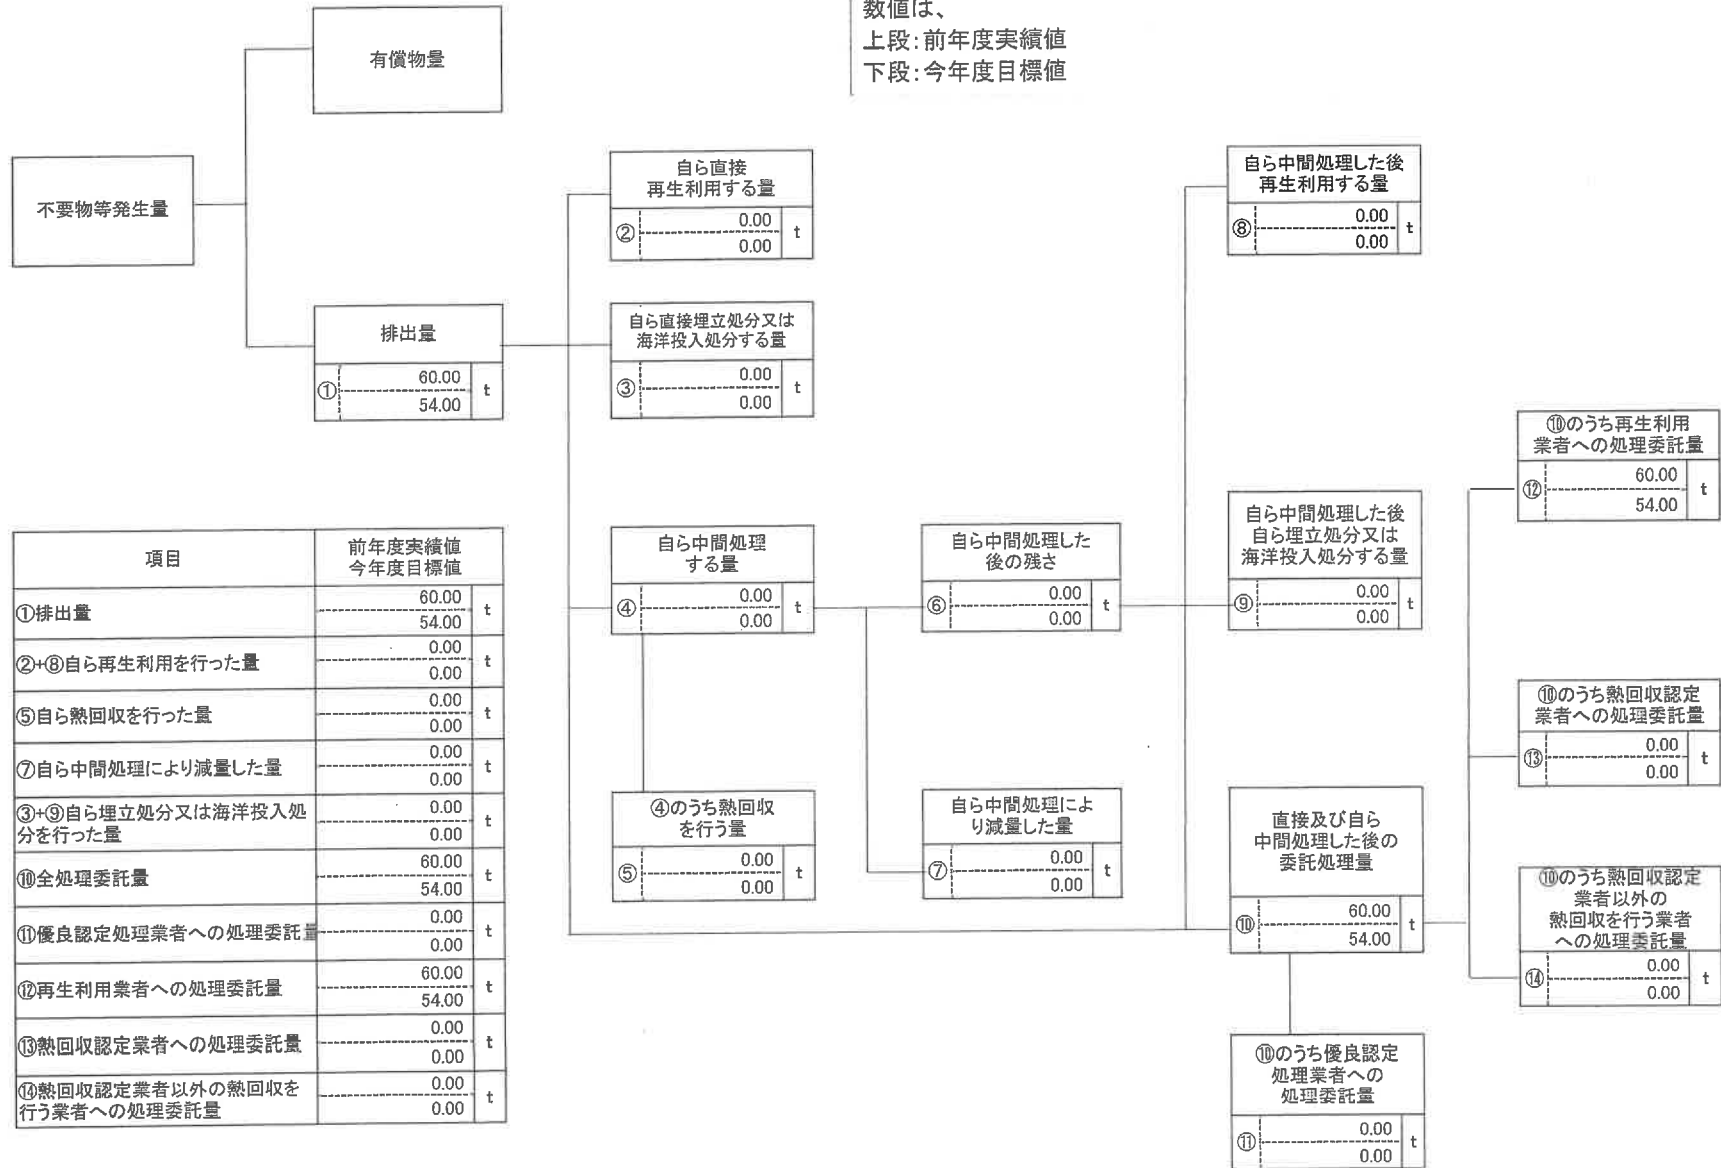 数値は、
上段：前年度実績値
下段：今年度目標値
有償物量
不要物等発生量
排出量
① 60.00 t
54.00
自ら直接
再生利用する量
② 0.00 t
0.00
自ら直接埋立処分又は
海洋投入処分する量
③ 0.00 t
0.00
自ら中間処理
する量
④ 0.00 t
0.00
④のうち熱回収
を行う量
⑤ 0.00 t
0.00
自ら中間処理した
後の残さ
⑥ 0.00 t
0.00
自ら中間処理によ
り減量した量
⑦ 0.00 t
0.00
自ら中間処理した後
再生利用する量
⑧ 0.00 t
0.00
自ら中間処理した後
自ら埋立処分又は
海洋投入処分する量
⑨ 0.00 t
0.00
直接及び自ら
中間処理した後の
委託処理量
⑩ 60.00 t
54.00
⑩のうち優良認定
処理業者への
処理委託量
⑪ 0.00 t
0.00
⑩のうち再生利用
業者への処理委託量
⑫ 60.00 t
54.00
⑩のうち熱回収認定
業者への処理委託量
⑬ 0.00 t
0.00
⑩のうち熱回収認定
業者以外の
熱回収を行う業者
への処理委託量
⑭ 0.00 t
0.00
項目
前年度実績値
今年度目標値
①排出量 60.00 t
54.00
②+⑧自ら再生利用を行った量 0.00 t
0.00
⑤自ら熱回収を行った量 0.00 t
0.00
⑦自ら中間処理により減量した量 0.00 t
0.00
③+⑨自ら埋立処分又は海洋投入処
分を行った量
0.00 t
0.00
⑩全処理委託量 60.00 t
54.00
⑪優良認定処理業者への処理委託量 0.00 t
0.00
⑫再生利用業者への処理委託量 60.00 t
54.00
⑬熱回収認定業者への処理委託量 0.00 t
0.00
⑭熱回収認定業者以外の熱回収を
行う業者への処理委託量
0.00 t
0.00